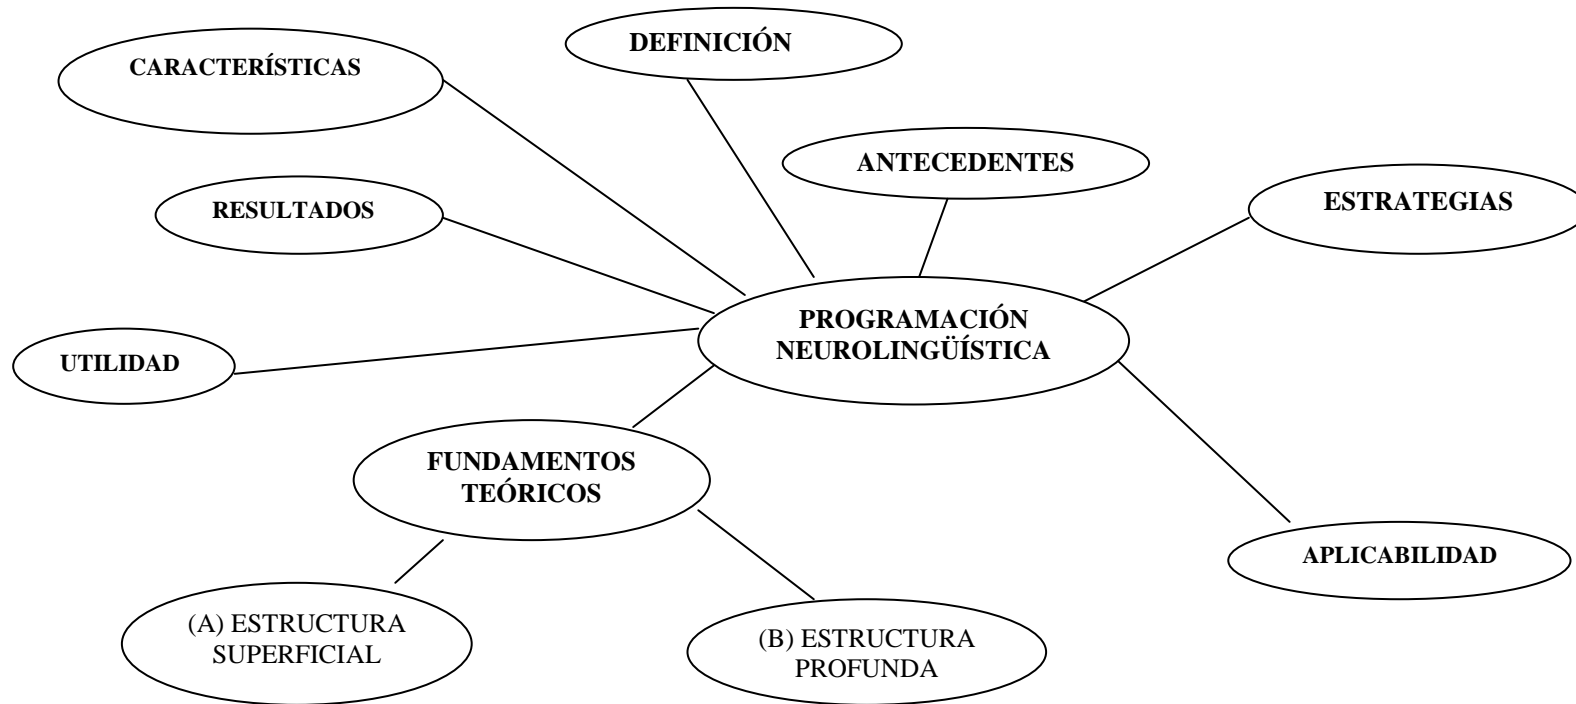 DEFINICIÓN
CARACTERÍSTICAS
ANTECEDENTES
ESTRATEGIAS
RESULTADOS
PROGRAMACIÓN
NEUROLINGÜÍSTICA
UTILIDAD
FUNDAMENTOS
TEÓRICOS
APLICABILIDAD
(A) ESTRUCTURA
SUPERFICIAL
(B) ESTRUCTURA
PROFUNDA